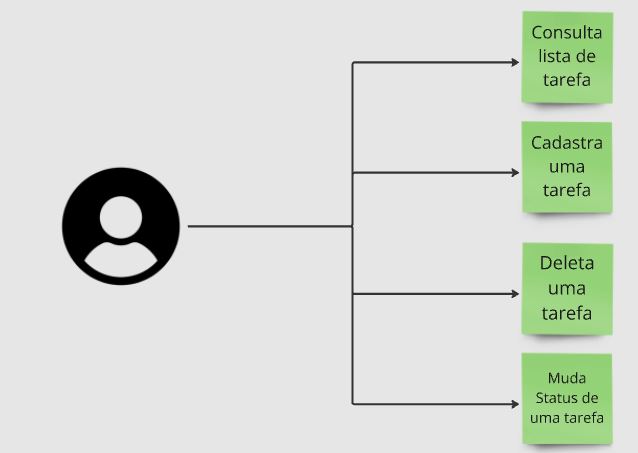 Consulta
lista de
tarefa
Cadastra
uma
tarefa
Deleta
uma
tarefa
Muda
Status de
uma tarefa